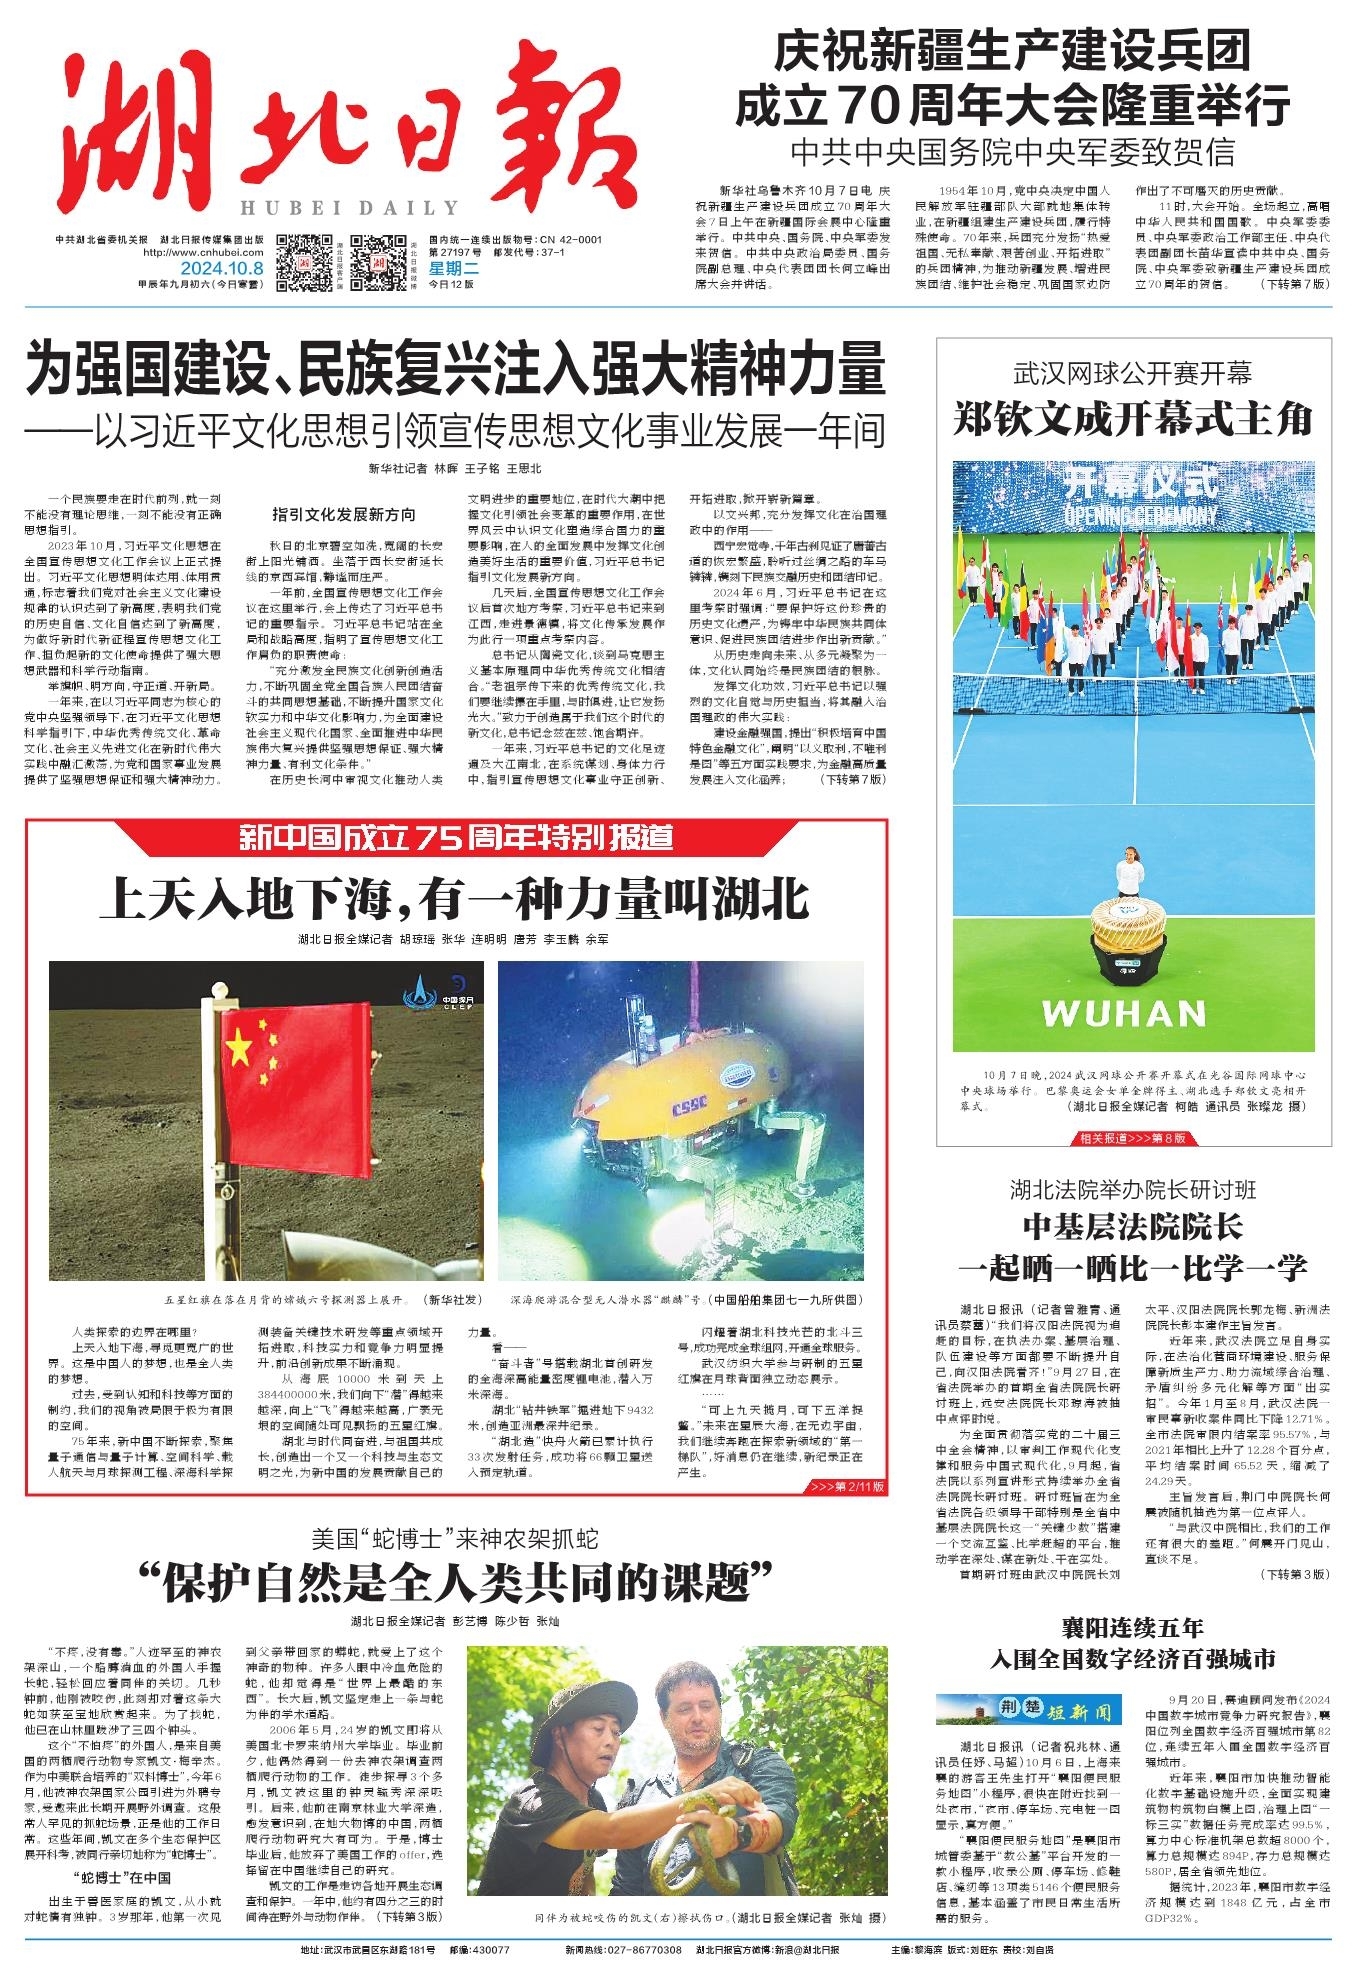 湖北日报
HUBEI DAILY
中共湖北省委机关报 湖北日报传媒集团出版
http://www.cnhubei.com
2024.10.8
甲辰年九月初六(今日寒露)
湖北日报客户端
湖北日报微博
国内统一连续出版物号:CN 42-0001
第27197号 邮发代号:37-1
星期二
今日12版
庆祝新疆生产建设兵团
成立70周年大会隆重举行
中共中央国务院中央军委致贺信
新华社乌鲁木齐10月7日电 庆
祝新疆生产建设兵团成立70周年大
会7日上午在新疆国际会展中心隆重
举行。中共中央、国务院、中央军委发
来贺信。中共中央政治局委员、国务
院副总理、中央代表团团长何立峰出
席大会并讲话。
1954年10月,党中央决定中国人
民解放军驻疆部队大部就地集体转
业,在新疆组建生产建设兵团,履行特
殊使命。70年来,兵团充分发扬“热爱
祖国、无私奉献、艰苦创业、开拓进取”
的兵团精神,为推动新疆发展、增进民
族团结、维护社会稳定、巩固国家边防
作出了不可磨灭的历史贡献。
11时,大会开始。全场起立,高唱
中华人民共和国国歌。中央军委委
员、中央军委政治工作部主任、中央代
表团副团长苗华宣读中共中央、国务
院、中央军委致新疆生产建设兵团成
立70周年的贺信。 (下转第7版)
为强国建设、民族复兴注入强大精神力量
——以习近平文化思想引领宣传思想文化事业发展一年间
新华社记者 林晖 王子铭 王思北
一个民族要走在时代前列,就一刻
不能没有理论思维,一刻不能没有正确
思想指引。
2023年10月,习近平文化思想在
全国宣传思想文化工作会议上正式提
出。习近平文化思想明体达用、体用贯
通,标志着我们党对社会主义文化建设
规律的认识达到了新高度,表明我们党
的历史自信、文化自信达到了新高度,
为做好新时代新征程宣传思想文化工
作、担负起新的文化使命提供了强大思
想武器和科学行动指南。
举旗帜、明方向,守正道、开新局。
一年来,在以习近平同志为核心的
党中央坚强领导下,在习近平文化思想
科学指引下,中华优秀传统文化、革命
文化、社会主义先进文化在新时代伟大
实践中融汇激荡,为党和国家事业发展
提供了坚强思想保证和强大精神动力。
指引文化发展新方向
秋日的北京碧空如洗,宽阔的长安
街上阳光铺洒。坐落于西长安街延长
线的京西宾馆,静谧而庄严。
一年前,全国宣传思想文化工作会
议在这里举行,会上传达了习近平总书
记的重要指示。习近平总书记站在全
局和战略高度,指明了宣传思想文化工
作肩负的职责使命:
“充分激发全民族文化创新创造活
力,不断巩固全党全国各族人民团结奋
斗的共同思想基础,不断提升国家文化
软实力和中华文化影响力,为全面建设
社会主义现代化国家、全面推进中华民
族伟大复兴提供坚强思想保证、强大精
神力量、有利文化条件。”
在历史长河中审视文化推动人类
文明进步的重要地位,在时代大潮中把
握文化引领社会变革的重要作用,在世
界风云中认识文化塑造综合国力的重
要影响,在人的全面发展中发挥文化创
造美好生活的重要价值,习近平总书记
指引文化发展新方向。
几天后,全国宣传思想文化工作会
议后首次地方考察,习近平总书记来到
江西,走进景德镇,将文化传承发展作
为此行一项重点考察内容。
总书记从陶瓷文化,谈到马克思主
义基本原理同中华优秀传统文化相结
合。“老祖宗传下来的优秀传统文化,我
们要继续攥在手里,与时俱进,让它发扬
光大。”致力于创造属于我们这个时代的
新文化,总书记念兹在兹、饱含期许。
一年来,习近平总书记的文化足迹
遍及大江南北,在系统谋划、身体力行
中,指引宣传思想文化事业守正创新、
开拓进取,掀开崭新篇章。
以文兴邦,充分发挥文化在治国理
政中的作用——
西宁宏觉寺,千年古刹见证了唐蕃古
道的恢宏繁盛,聆听过丝绸之路的车马
辚辚,镌刻下民族交融历史和团结印记。
2024年6月,习近平总书记在这
里考察时强调:“要保护好这份珍贵的
历史文化遗产,为铸牢中华民族共同体
意识、促进民族团结进步作出新贡献。”
从历史走向未来、从多元凝聚为一
体,文化认同始终是民族团结的根脉。
发挥文化功效,习近平总书记以强
烈的文化自觉与历史担当,将其融入治
国理政的伟大实践:
建设金融强国,提出“积极培育中国
特色金融文化”,阐明“以义取利,不唯利
是图”等五方面实践要求,为金融高质量
发展注入文化涵养; (下转第7版)
武汉网球公开赛开幕
郑钦文成开幕式主角
开幕仪式
OPENING CEREMONY
WUHAN
10月7日晚,2024武汉网球公开赛开幕式在光谷国际网球中心
中央球场举行。巴黎奥运会女单金牌得主、湖北选手郑钦文亮相开
幕式。 (湖北日报全媒记者 柯皓 通讯员 张璨龙 摄)
相关报道>>>第8版
新中国成立75周年特别报道
上天入地下海,有一种力量叫湖北
湖北日报全媒记者 胡琼瑶 张华 连明明 唐芳 李玉麟 余军
中国探月
CLEP
CSSC
五星红旗在落在月背的嫦娥六号探测器上展开。 (新华社发)
深海爬游混合型无人潜水器“麒麟”号。(中国船舶集团七一九所供图)
人类探索的边界在哪里?
上天入地下海,寻觅更宽广的世
界。这是中国人的梦想,也是全人类
的梦想。
过去,受到认知和科技等方面的
制约,我们的视角被局限于极为有限
的空间。
75年来,新中国不断探索,聚焦
量子通信与量子计算、空间科学、载
人航天与月球探测工程、深海科学探
测装备关键技术研发等重点领域开
拓进取,科技实力和竞争力明显提
升,前沿创新成果不断涌现。
从海底10000米到天上
384400000米,我们向下“潜”得越来
越深,向上“飞”得越来越高,广袤无
垠的空间随处可见飘扬的五星红旗。
湖北与时代同奋进,与祖国共成
长,创造出一个又一个科技与生态文
明之光,为新中国的发展贡献自己的
力量。
看——
“奋斗者”号搭载湖北首创研发
的全海深高能量密度锂电池,潜入万
米深海。
湖北“钻井铁军”掘进地下9432
米,创造亚洲最深井纪录。
“湖北造”快舟火箭已累计执行
33次发射任务,成功将66颗卫星送
入预定轨道。
闪耀着湖北科技光芒的北斗三
号,成功完成全球组网,开通全球服务。
武汉纺织大学参与研制的五星
红旗在月球背面独立动态展示。
……
“可上九天揽月,可下五洋捉
鳖。”未来在星辰大海,在无边宇宙,
我们继续奔跑在探索新领域的“第一
梯队”,好消息仍在继续,新纪录正在
产生。
>>>第2/11版
湖北法院举办院长研讨班
中基层法院院长
一起晒一晒比一比学一学
湖北日报讯 (记者曾雅青、通
讯员蔡蕾)“我们将汉阳法院视为追
赶的目标,在执法办案、基层治理、
队伍建设等方面都要不断提升自
己,向汉阳法院看齐!”9月27日,在
省法院举办的首期全省法院院长研
讨班上,远安法院院长邓琼海被抽
中点评时说。
为全面贯彻落实党的二十届三
中全会精神,以审判工作现代化支
撑和服务中国式现代化,9月起,省
法院以系列宣讲形式持续举办全省
法院院长研讨班。研讨班旨在为全
省法院各级领导干部特别是全省中
基层法院院长这一“关键少数”搭建
一个交流互鉴、比学赶超的平台,推
动学在深处、谋在新处、干在实处。
首期研讨班由武汉中院院长刘
太平、汉阳法院院长郭龙梅、新洲法
院院长彭本建作主旨发言。
近年来,武汉法院立足自身实
际,在法治化营商环境建设、服务保
障新质生产力、助力流域综合治理、
矛盾纠纷多元化解等方面“出实
招”。今年1月至8月,武汉法院一
审民事新收案件同比下降12.71%。
全市法院审限内结案率95.57%,与
2021年相比上升了12.28个百分点,
平均结案时间65.52天,缩减了
24.29天。
主旨发言后,荆门中院院长何
震被随机抽选为第一位点评人。
“与武汉中院相比,我们的工作
还有很大的差距。”何震开门见山,
直谈不足。
(下转第3版)
美国“蛇博士”来神农架抓蛇
“保护自然是全人类共同的课题”
湖北日报全媒记者 彭艺博 陈少哲 张灿
“不疼,没有毒。”人迹罕至的神农
架深山,一个胳膊淌血的外国人手握
长蛇,轻松回应着同伴的关切。几秒
钟前,他刚被咬伤,此刻却对着这条大
蛇如获至宝地欣赏起来。为了找蛇,
他已在山林里跋涉了三四个钟头。
这个“不怕疼”的外国人,是来自美
国的两栖爬行动物专家凯文·梅辛杰。
作为中美联合培养的“双料博士”,今年6
月,他被神农架国家公园引进为外聘专
家,受邀来此长期开展野外调查。这般
常人罕见的抓蛇场景,正是他的工作日
常。这些年间,凯文在多个生态保护区
展开科考,被同行亲切地称为“蛇博士”。
“蛇博士”在中国
出生于兽医家庭的凯文,从小就
对蛇情有独钟。3岁那年,他第一次见
到父亲带回家的蟒蛇,就爱上了这个
神奇的物种。许多人眼中冷血危险的
蛇,他却觉得是“世界上最酷的东
西”。长大后,凯文坚定走上一条与蛇
为伴的学术道路。
2006年5月,24岁的凯文即将从
美国北卡罗来纳州大学毕业。毕业前
夕,他偶然得到一份去神农架调查两
栖爬行动物的工作。徒步探寻3个多
月,凯文被这里的钟灵毓秀深深吸
引。后来,他前往南京林业大学深造,
愈发意识到,在地大物博的中国,两栖
爬行动物研究大有可为。于是,博士
毕业后,他放弃了美国工作的offer,选
择留在中国继续自己的研究。
凯文的工作是走访各地开展生态调
查和保护。一年中,他约有四分之三的时
间待在野外与动物作伴。(下转第3版)
同伴为被蛇咬伤的凯文(右)擦拭伤口。(湖北日报全媒记者 张灿 摄)
襄阳连续五年
入围全国数字经济百强城市
荆楚短新闻
湖北日报讯 (记者祝兆林、通
讯员任妤、马超)10月6日,上海来
襄的游客王先生打开“襄阳便民服
务地图”小程序,很快在附近找到一
处夜市,“夜市、停车场、充电桩一图
显示,真方便。”
“襄阳便民服务地图”是襄阳市
城管委基于“数公基”平台开发的一
款小程序,收录公厕、停车场、修鞋
店、缝纫等13项类5146个便民服务
信息,基本涵盖了市民日常生活所
需的服务。
9月20日,赛迪顾问发布《2024
中国数字城市竞争力研究报告》,襄
阳位列全国数字经济百强城市第82
位,连续五年入围全国数字经济百
强城市。
近年来,襄阳市加快推动智能
化数字基础设施升级,全面实现建
筑物构筑物白模上图,治理上图“一
标三实”数据任务完成率达99.5%,
算力中心标准机架总数超8000个,
算力总规模达894P,存力总规模达
580P,居全省领先地位。
据统计,2023年,襄阳市数字经
济规模达到1848亿元,占全市
GDP32%。
地址:武汉市武昌区东湖路181号 邮编:430077 新闻热线:027-86770308 湖北日报官方微博:新浪@湖北日报 主编:黎海滨 版式:刘旺东 责校:刘自贤